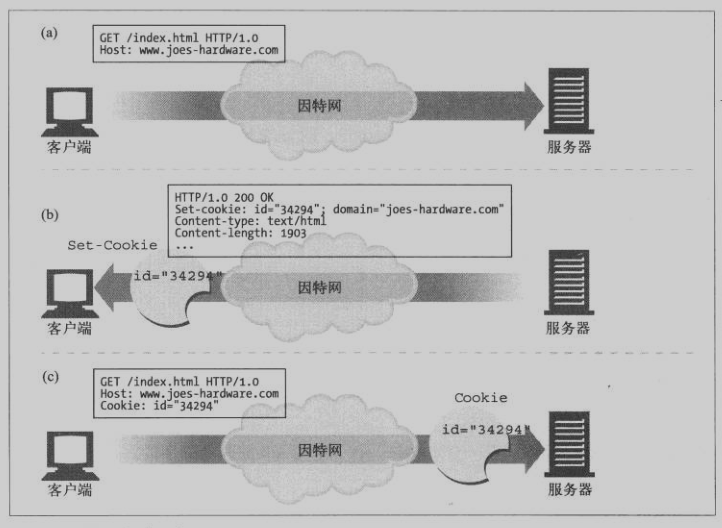 (a)
GET /index.html HTTP/1.0
Host: www.joes-hardware.com
因特网
客户端
服务器
(b)
HTTP/1.0 200 OK
Set-cookie: id="34294"; domain="joes-hardware.com"
Content-type: text/html
Content-length: 1903
...
Set-Cookie
id="34294"
因特网
客户端
服务器
(c)
GET /index.html HTTP/1.0
Host: www.joes-hardware.com
Cookie: id="34294"
Cookie
id="34294"
因特网
客户端
服务器